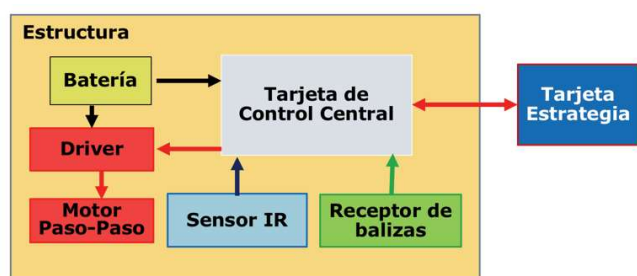 Estructura
Batería
Tarjeta de
Control Central
Tarjeta
Estrategia
Driver
Motor
Paso-Paso
Sensor IR
Receptor de
balizas